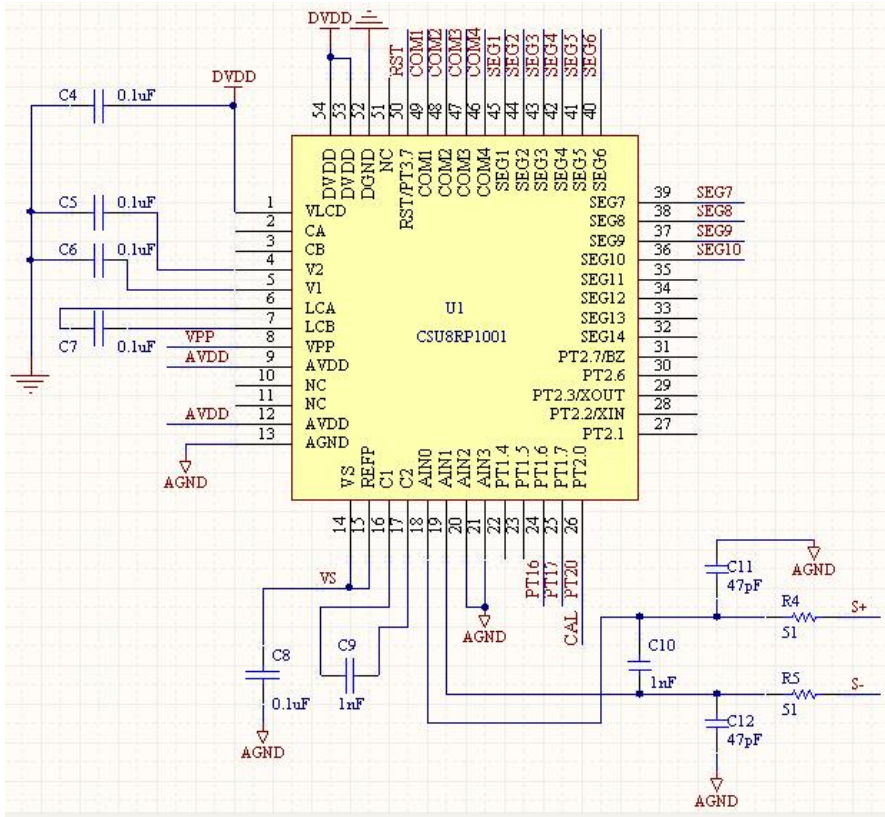 DVDD
RST
COM1
COM2
COM3
COM4
SEG1
SEG2
SEG3
SEG4
SEG5
SEG6
DVDD
C4
0.1uF
54
53
52
51
50
49
48
47
46
45
44
43
42
41
40
DVDD
DVDD
DGND
NC
RST/PT3.7
COM1
COM2
COM3
COM4
SEG1
SEG2
SEG3
SEG4
SEG5
SEG6
C5
0.1uF
C6
0.1uF
C7
0.1uF
VPP
AVDD
AVDD
AGND
1 VLCD
2 CA
3 CB
4 V2
5 V1
6 LCA
7 LCB
8 VPP
9 AVDD
10 NC
11 NC
12 AVDD
13 AGND
U1
CSU8RP1001
SEG7 39 SEG7
SEG8 38 SEG8
SEG9 37 SEG9
SEG10 36 SEG10
SEG11 35
SEG12 34
SEG13 33
SEG14 32
PT2.7/BZ 31
PT2.6 30
PT2.3/XOUT 29
PT2.2/XIN 28
PT2.1 27
VS
REFP
C1
C2
AIN0
AIN1
AIN2
AIN3
PT1.4
PT1.5
PT1.6
PT1.7
PT2.0
14
15
16
17
18
19
20
21
22
23
24
25
26
VS
PT16
PT17
CAL PT20
AGND
C8
0.1uF
AGND
C9
1nF
C11
47pF
AGND
R4
51
S+
C10
1nF
R5
51
S-
C12
47pF
AGND